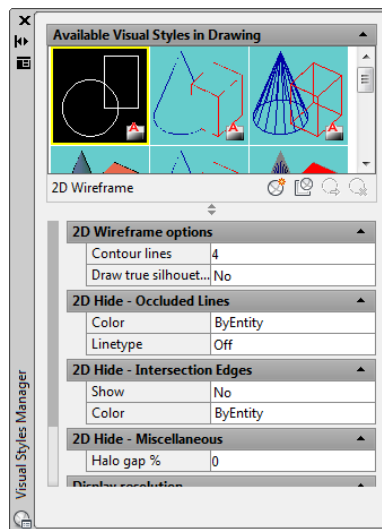 Available Visual Styles in Drawing
2D Wireframe
2D Wireframe options
Contour lines 4
Draw true silhouet... No
2D Hide - Occluded Lines
Color ByEntity
Linetype Off
2D Hide - Intersection Edges
Show No
Color ByEntity
2D Hide - Miscellaneous
Halo gap % 0
Display resolution
Visual Styles Manager